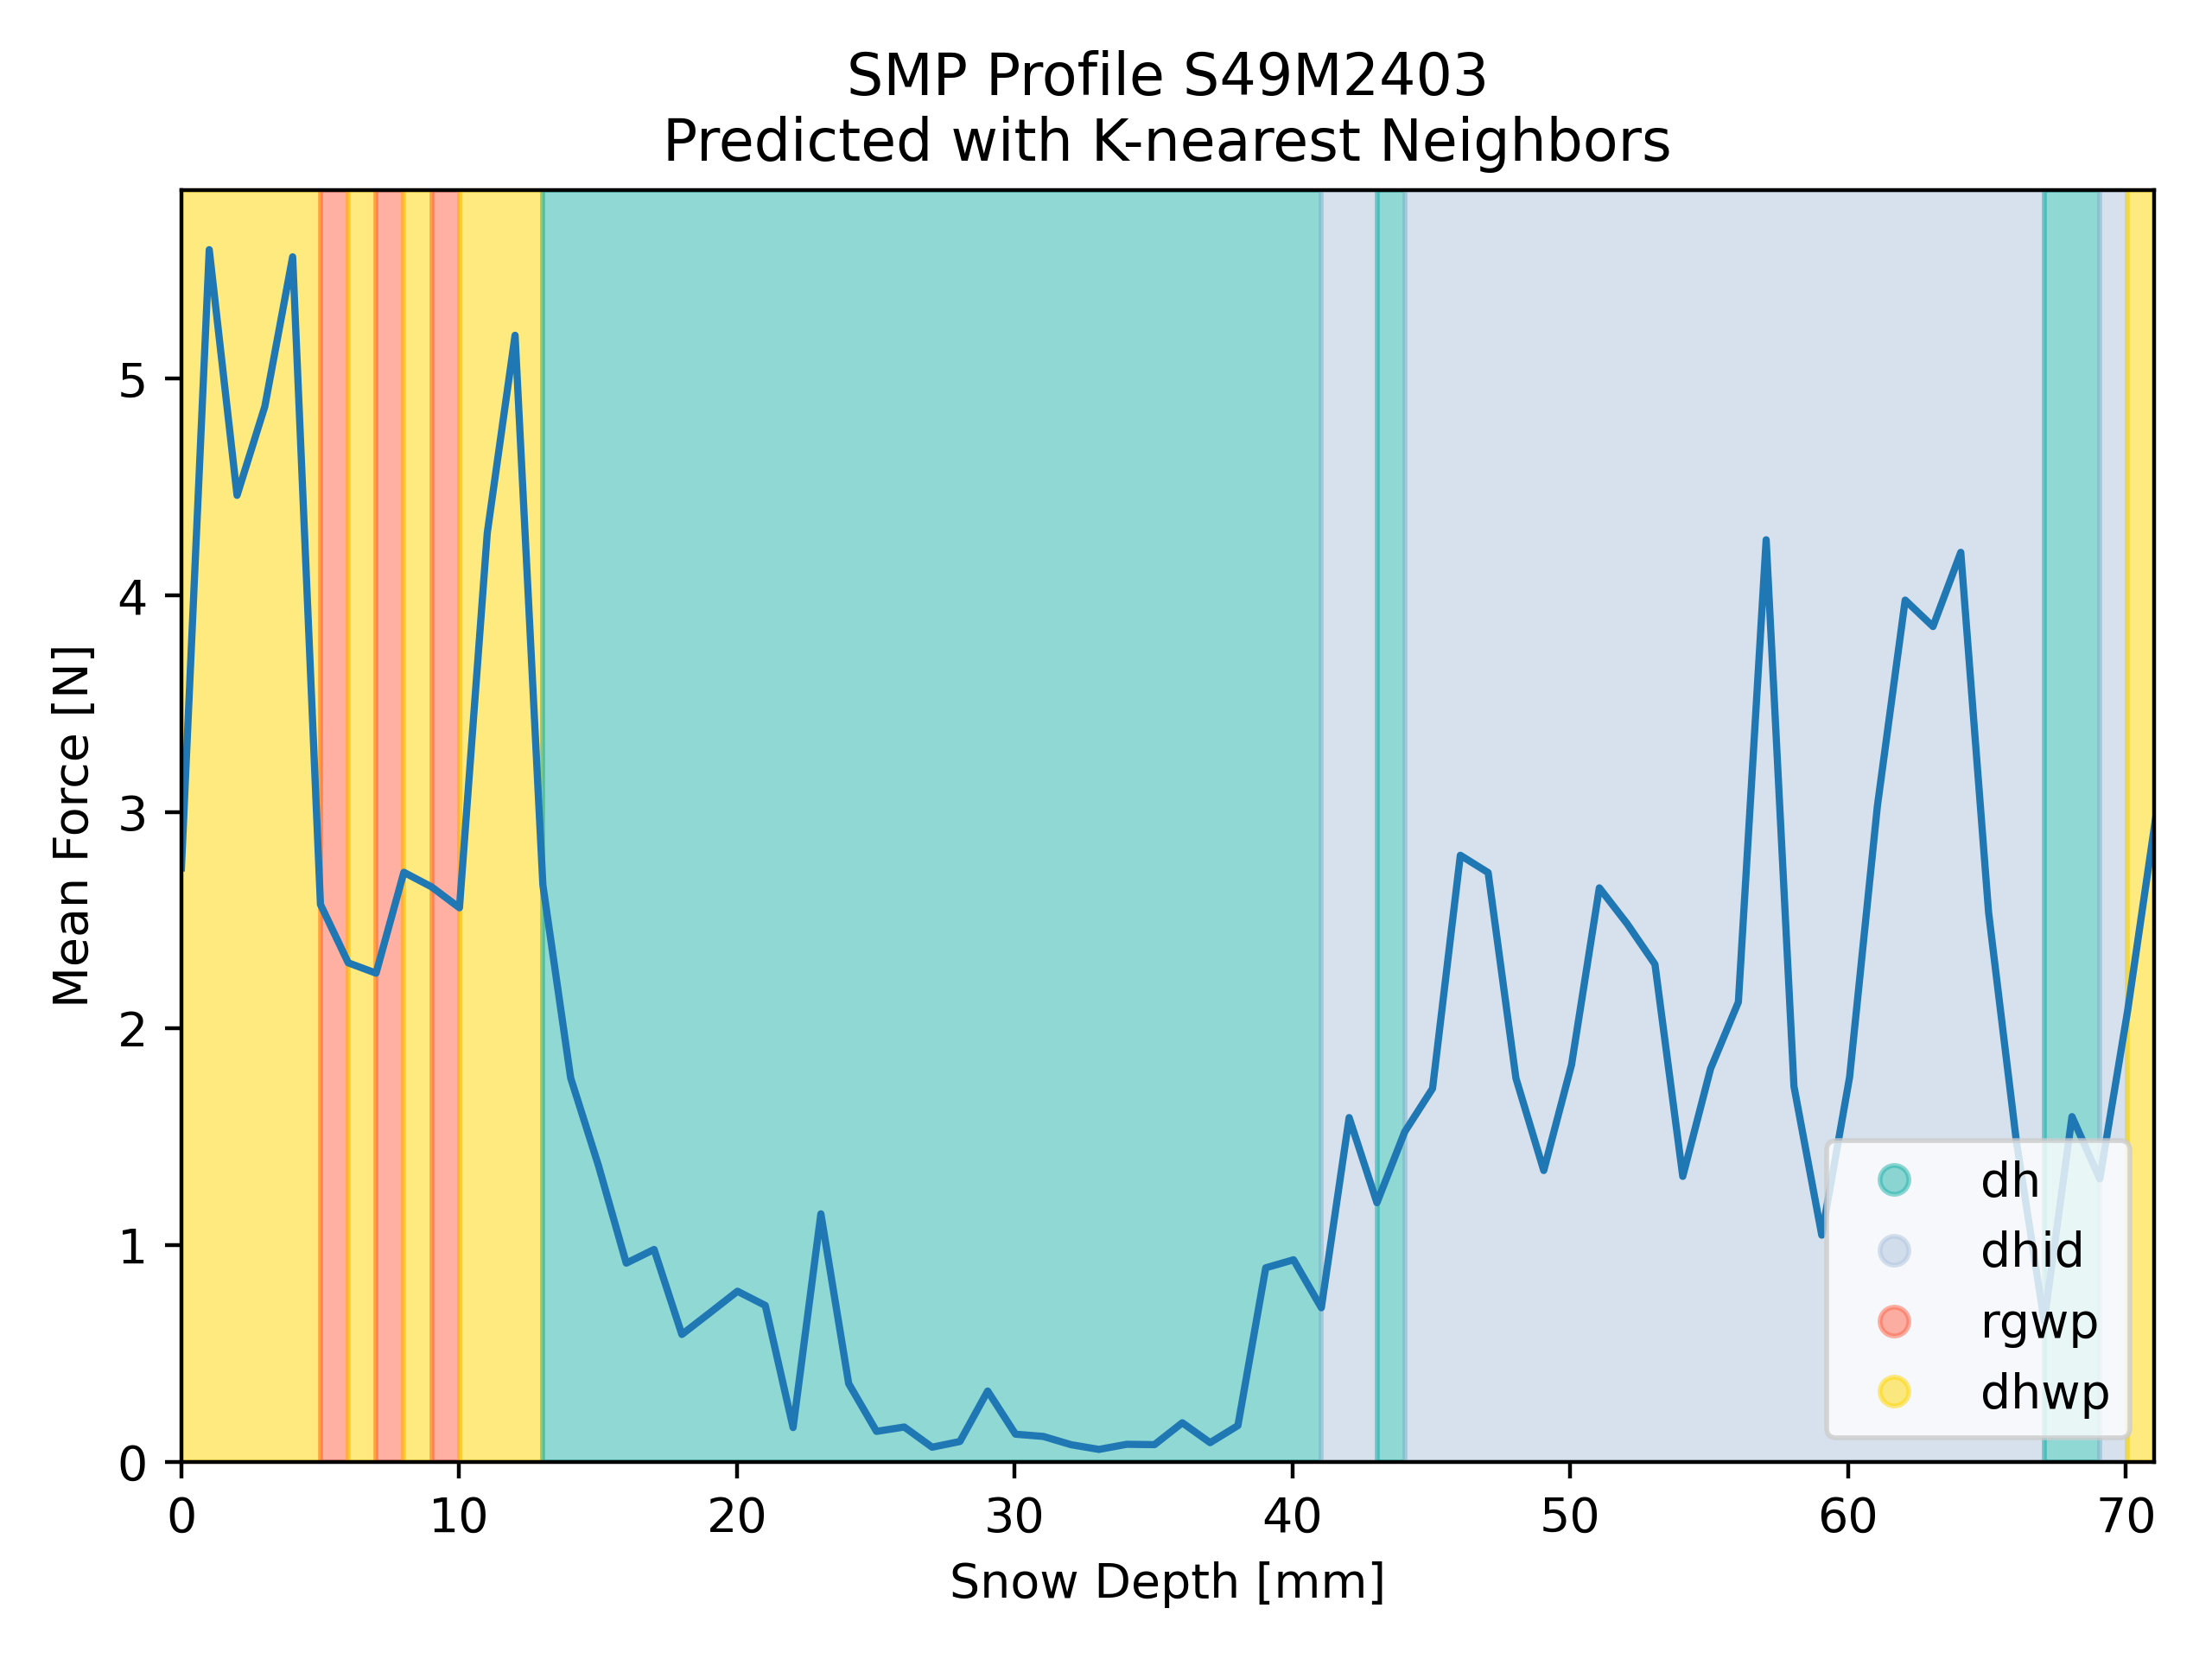 SMP Profile S49M2403
Predicted with K-nearest Neighbors
Mean Force [N]
5
4
3
2
1
0
0 10 20 30 40 50 60 70
Snow Depth [mm]
dh
dhid
rgwp
dhwp